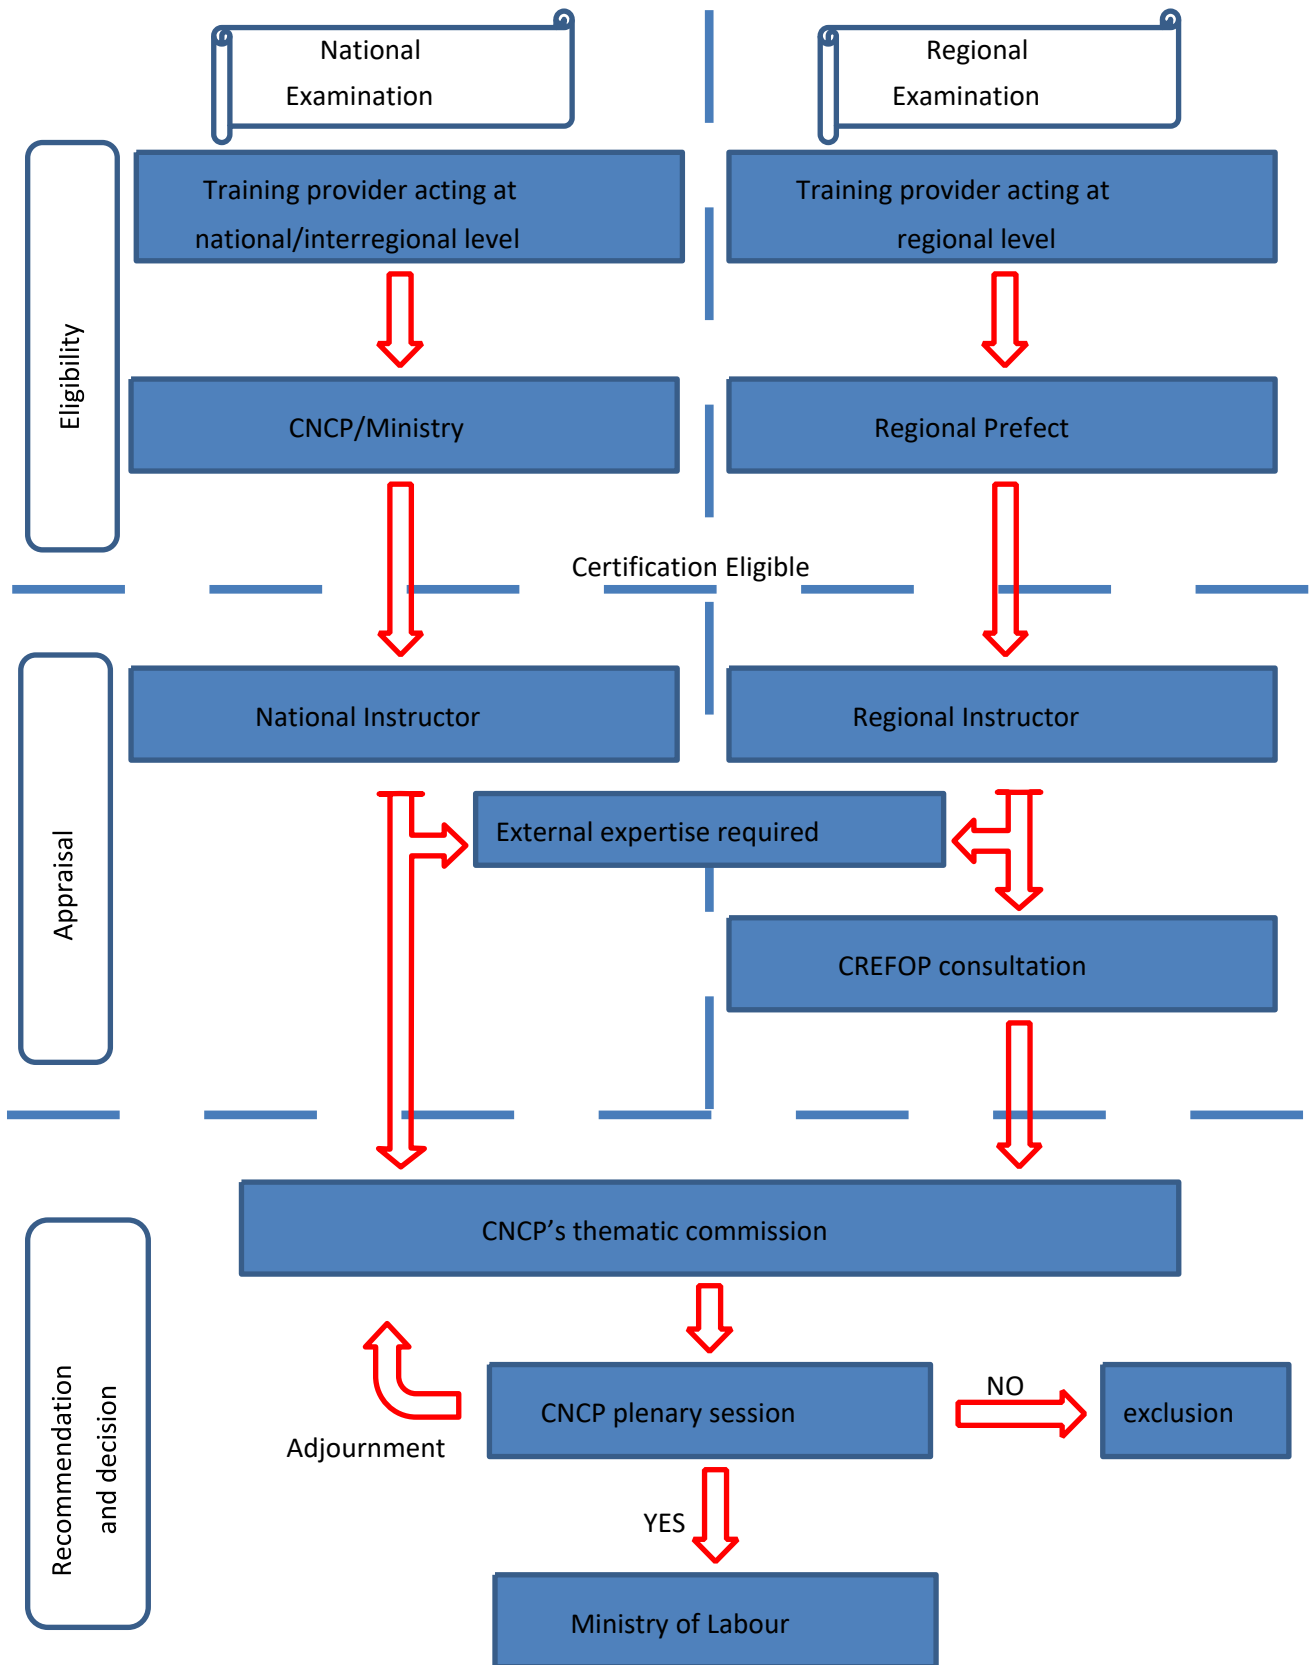 National
Examination
Regional
Examination
Eligibility
Training provider acting at
national/interregional level
Training provider acting at
regional level
CNCP/Ministry
Regional Prefect
Certification Eligible
Appraisal
National Instructor
Regional Instructor
External expertise required
CREFOP consultation
Recommendation
and decision
CNCP’s thematic commission
CNCP plenary session
NO
exclusion
Adjournment
YES
Ministry of Labour